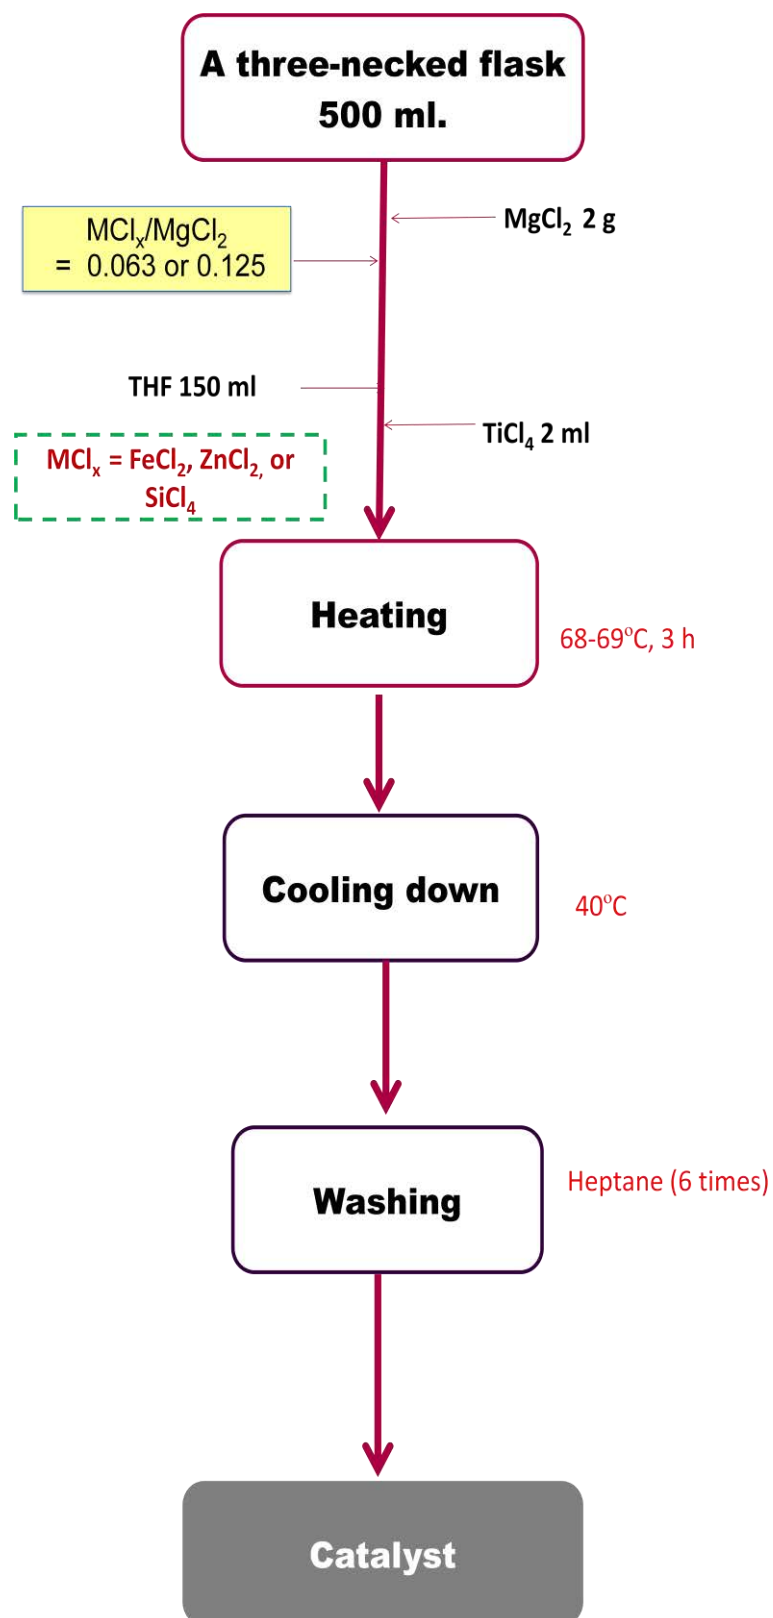 A three-necked flask
500 ml.
MgCl₂ 2 g
MClₓ/MgCl₂
= 0.063 or 0.125
THF 150 ml
TiCl₄ 2 ml
MClₓ = FeCl₂, ZnCl₂, or
SiCl₄
Heating
68-69°C, 3 h
Cooling down
40°C
Heptane (6 times)
Washing
Catalyst